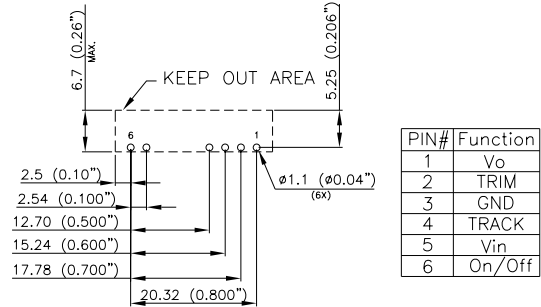 6.7 (0.26")
MAX.
5.25 (0.206")
KEEP OUT AREA
6
1
2.5 (0.10")
2.54 (0.100")
12.70 (0.500")
15.24 (0.600")
17.78 (0.700")
20.32 (0.800")
ø1.1 (ø0.04")
(6X)
PIN# Function
1 Vo
2 TRIM
3 GND
4 TRACK
5 Vin
6 On/Off